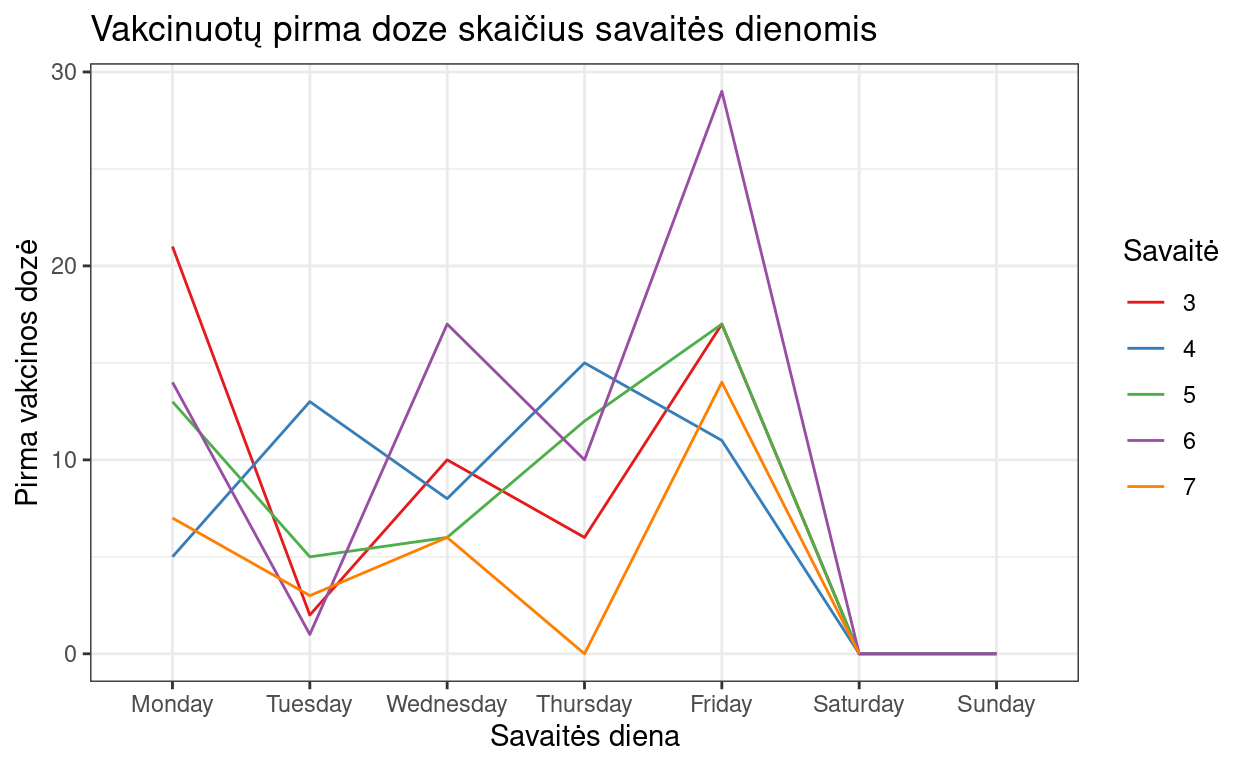 Vakcinuotų pirma doze skaičius savaitės dienomis
Pirma vakcinos dozė
30
20
10
0
Monday Tuesday Wednesday Thursday Friday Saturday Sunday
Savaitės diena
Savaitė
3
4
5
6
7